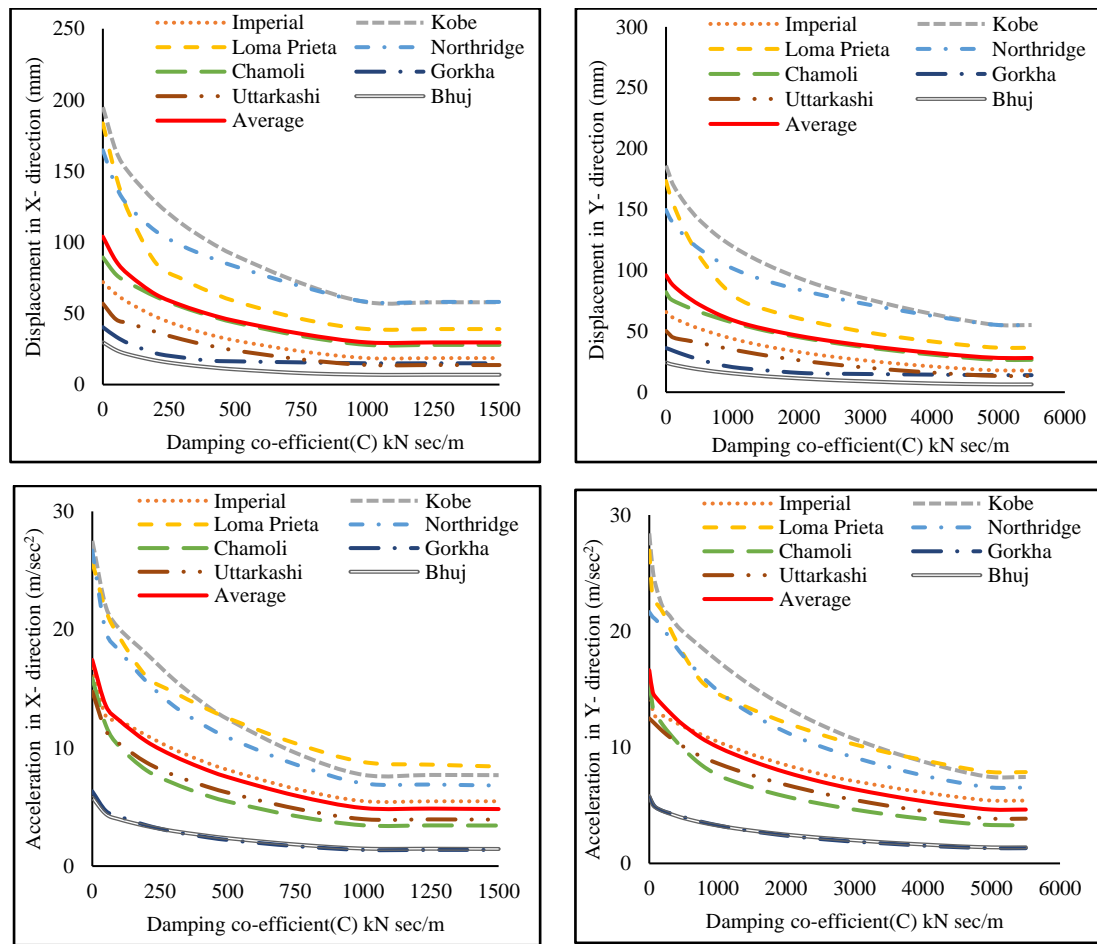 Displacement in X- direction (mm)
250
200
150
100
50
0
Imperial
Kobe
Loma Prieta
Northridge
Chamoli
Gorkha
Uttarkashi
Bhuj
Average
0 250 500 750 1000 1250 1500
Damping co-efficient(C) kN sec/m
Displacement in Y- direction (mm)
300
250
200
150
100
50
0
Imperial
Kobe
Loma Prieta
Northridge
Chamoli
Gorkha
Uttarkashi
Bhuj
Average
0 1000 2000 3000 4000 5000 6000
Damping co-efficient(C) kN sec/m
Acceleration in X- direction (m/sec²)
30
20
10
0
Imperial
Kobe
Loma Prieta
Northridge
Chamoli
Gorkha
Uttarkashi
Bhuj
Average
0 250 500 750 1000 1250 1500
Damping co-efficient(C) kN sec/m
Acceleration in Y- direction (m/sec²)
30
20
10
0
Imperial
Kobe
Loma Prieta
Northridge
Chamoli
Gorkha
Uttarkashi
Bhuj
Average
0 1000 2000 3000 4000 5000 6000
Damping co-efficient(C) kN sec/m